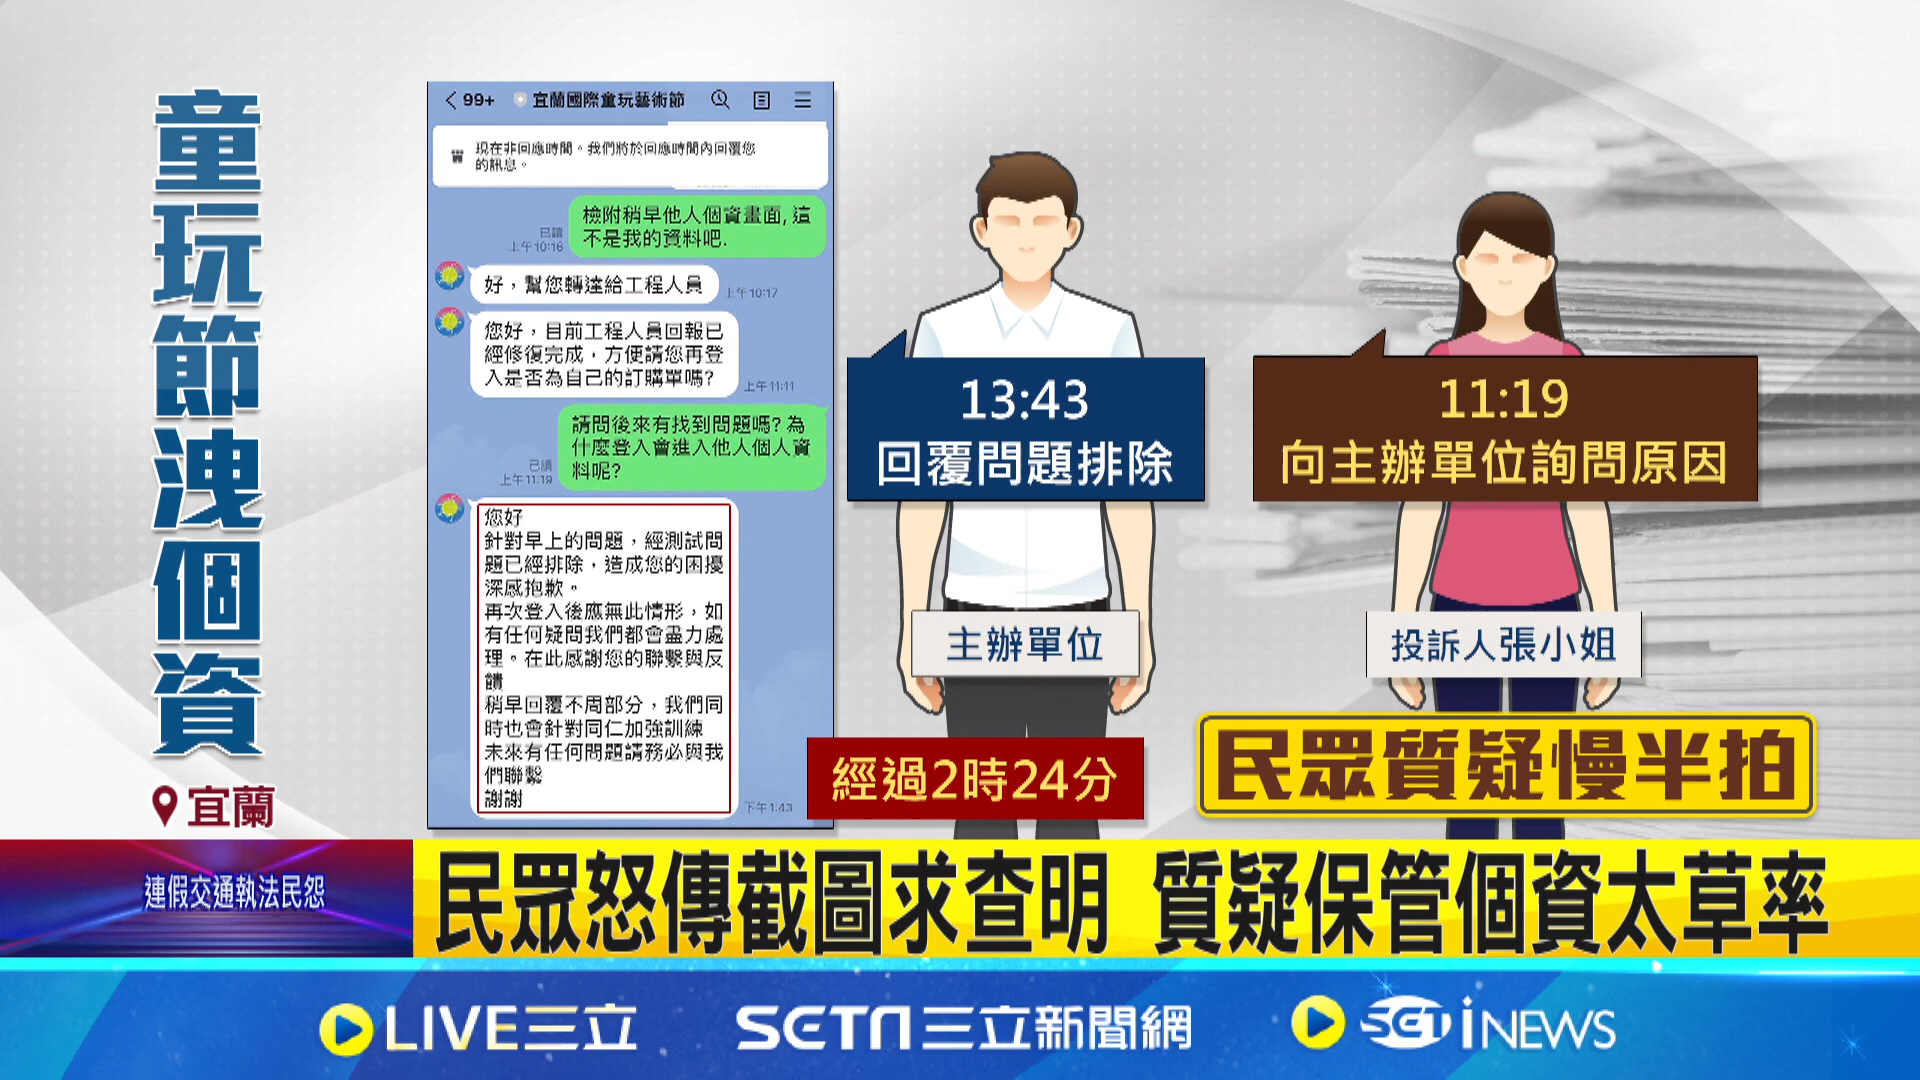 童玩節洩個資
宜蘭
99+ 宜蘭國際童玩藝術節
現在非回應時間。我們將於回應時間內回覆您
的訊息。
檢附稍早他人個資畫面,這
不是我的資料吧.
已讀
上午10:16
好，幫您轉達給工程人員
上午10:17
您好，目前工程人員回報已
經修復完成，方便請您再登
入是否為自己的訂購單嗎?
上午11:11
請問後來有找到問題嗎?為
什麼登入會進入他人個人資
料呢?
已讀
上午11:19
您好
針對早上的問題，經測試問
題已經排除，造成您的困擾
深感抱歉。
再次登入後應無此情形，如
有任何疑問我們都會盡力處
理。在此感謝您的聯繫與反
饋
稍早回覆不周部分，我們同
時也會針對同仁加強訓練
未來有任何問題請務必與我
們聯繫
謝謝
下午1:43
13:43
回覆問題排除
主辦單位
經過2時24分
11:19
向主辦單位詢問原因
投訴人張小姐
民眾質疑慢半拍
連假交通執法民怨
民眾怒傳截圖求查明 質疑保管個資太草率
LIVE三立
SETN三立新聞網
SET iNEWS